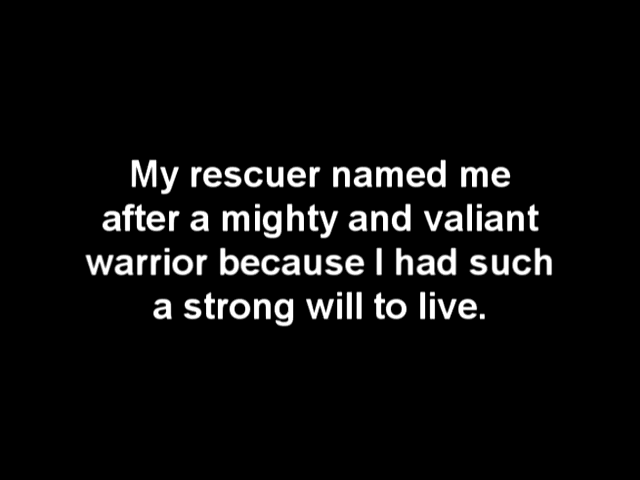 My rescuer named me
after a mighty and valiant
warrior because I had such
a strong will to live.